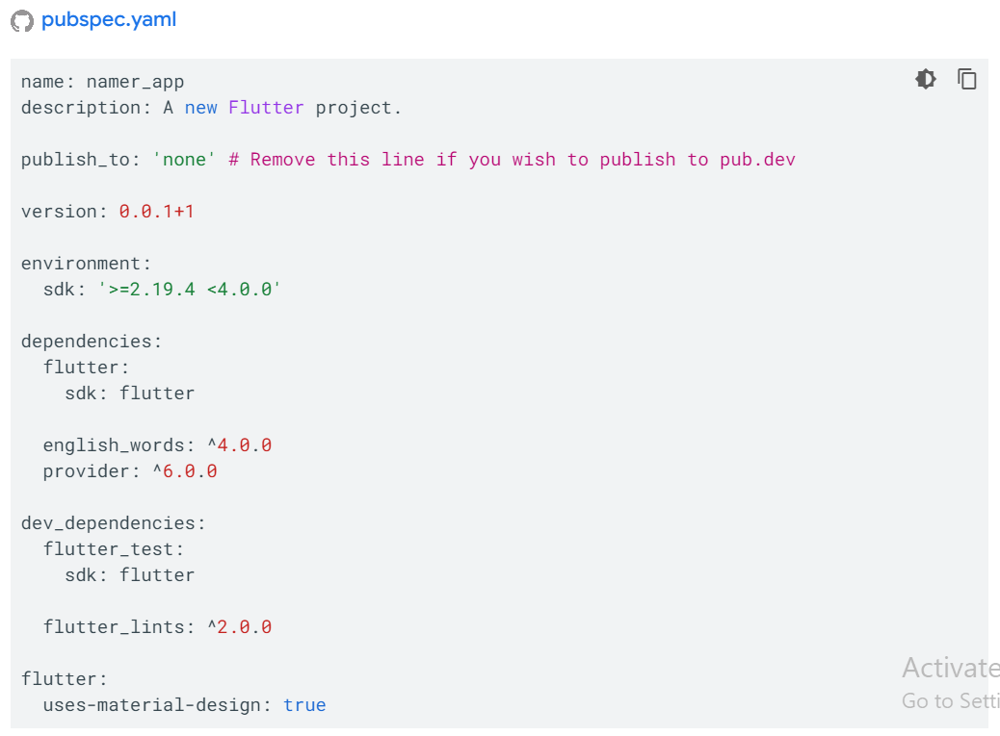 pubspec.yaml
name: namer_app
description: A new Flutter project.
publish_to: 'none' # Remove this line if you wish to publish to pub.dev
version: 0.0.1+1
environment:
  sdk: '>=2.19.4 <4.0.0'
dependencies:
  flutter:
    sdk: flutter
  english_words: ^4.0.0
  provider: ^6.0.0
dev_dependencies:
  flutter_test:
    sdk: flutter
  flutter_lints: ^2.0.0
flutter:
  uses-material-design: true
Activate
Go to Setti